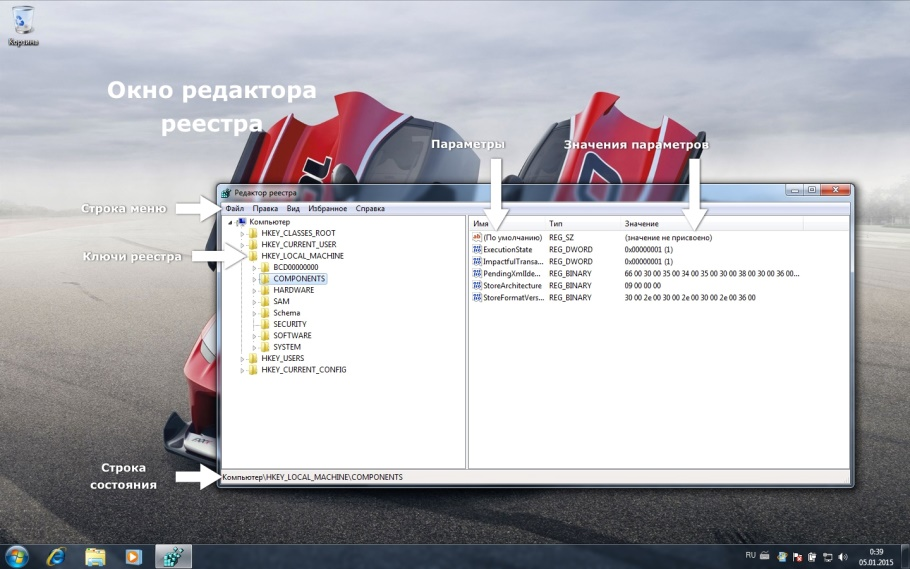 Корзина
Окно редактора
реестра
Параметры
Значения параметров
Редактор реестра
Строка меню
Файл Правка Вид Избранное Справка
Ключи реестра
Компьютер
HKEY_CLASSES_ROOT
HKEY_CURRENT_USER
HKEY_LOCAL_MACHINE
BCD00000000
COMPONENTS
HARDWARE
SAM
Schema
SECURITY
SOFTWARE
SYSTEM
HKEY_USERS
HKEY_CURRENT_CONFIG
Имя Тип Значение
(По умолчанию) REG_SZ (значение не присвоено)
ExecutionState REG_DWORD 0x00000001 (1)
ImpactfulTransa... REG_DWORD 0x00000001 (1)
PendingXmlIde... REG_BINARY 66 00 30 00 35 00 34 00 35 00 30 00 38 00 30 00 36 00...
StoreArchitecture REG_BINARY 09 00 00 00
StoreFormatVers... REG_BINARY 30 00 2e 00 30 00 2e 00 30 00 2e 00 36 00
Строка
состояния
Компьютер\HKEY_LOCAL_MACHINE\COMPONENTS
RU
0:39
05.01.2015